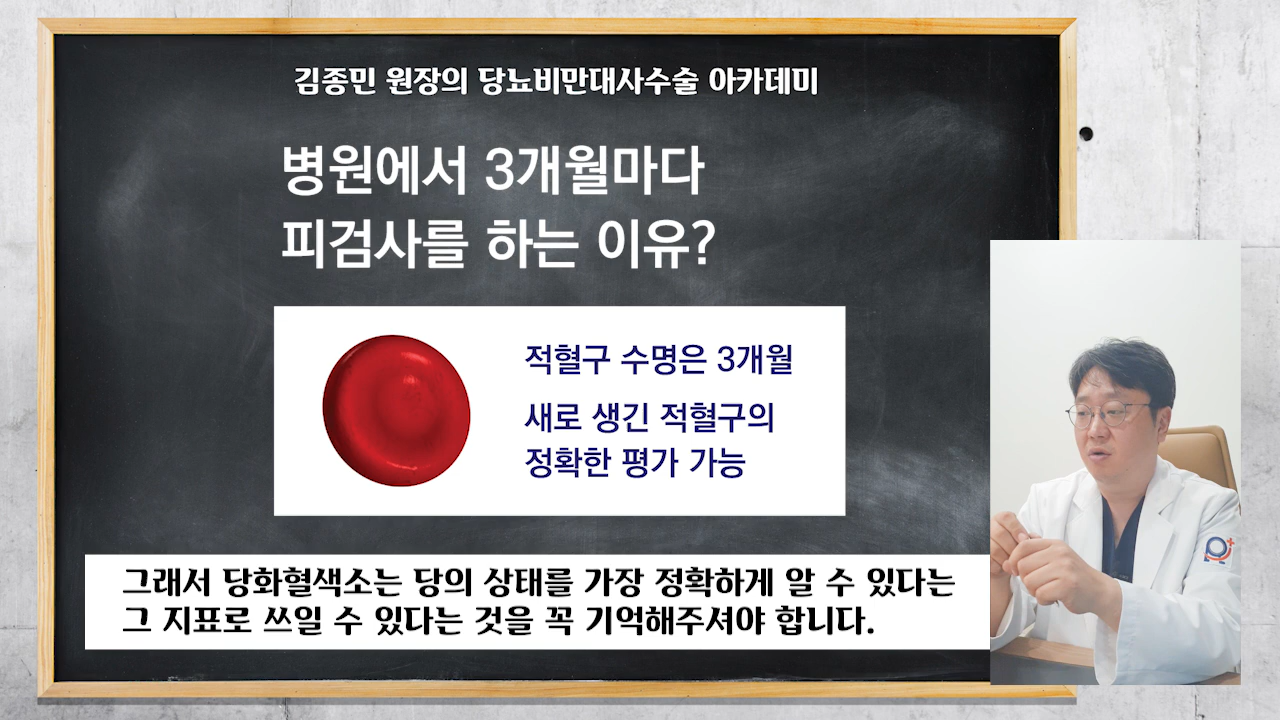 김종민 원장의 당뇨비만대사수술 아카데미
병원에서 3개월마다
피검사를 하는 이유?
적혈구 수명은 3개월
새로 생긴 적혈구의
정확한 평가 가능
그래서 당화혈색소는 당의 상태를 가장 정확하게 알 수 있다는
그 지표로 쓰일 수 있다는 것을 꼭 기억해주셔야 합니다.